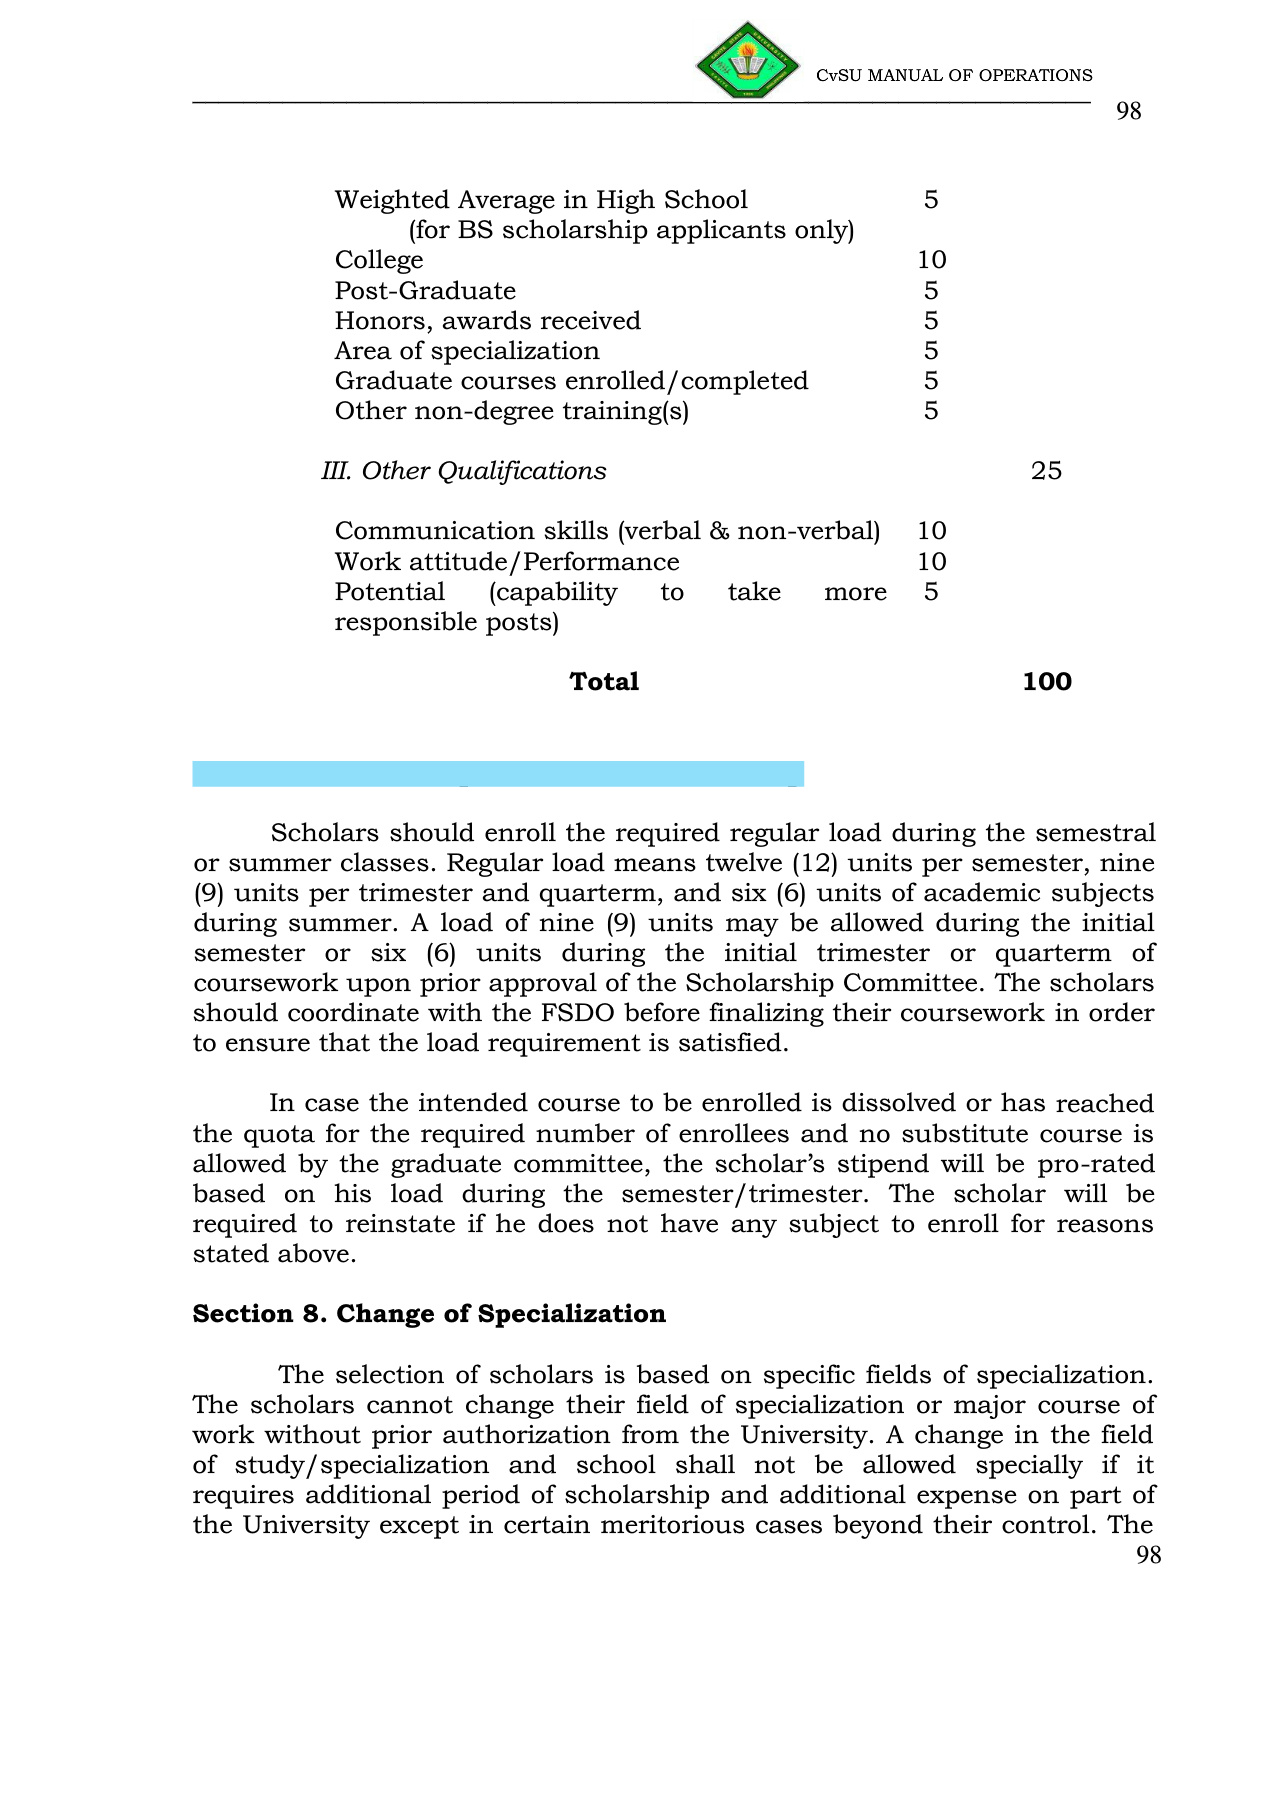 CvSU MANUAL OF OPERATIONS
98
Weighted Average in High School 5
(for BS scholarship applicants only)
College 10
Post-Graduate 5
Honors, awards received 5
Area of specialization 5
Graduate courses enrolled/completed 5
Other non-degree training(s) 5
III. Other Qualifications 25
Communication skills (verbal & non-verbal) 10
Work attitude/Performance 10
Potential (capability to take more 5
responsible posts)
Total 100
Scholars should enroll the required regular load during the semestral
or summer classes. Regular load means twelve (12) units per semester, nine
(9) units per trimester and quarterm, and six (6) units of academic subjects
during summer. A load of nine (9) units may be allowed during the initial
semester or six (6) units during the initial trimester or quarterm of
coursework upon prior approval of the Scholarship Committee. The scholars
should coordinate with the FSDO before finalizing their coursework in order
to ensure that the load requirement is satisfied.
In case the intended course to be enrolled is dissolved or has reached
the quota for the required number of enrollees and no substitute course is
allowed by the graduate committee, the scholar’s stipend will be pro-rated
based on his load during the semester/trimester. The scholar will be
required to reinstate if he does not have any subject to enroll for reasons
stated above.
Section 8. Change of Specialization
The selection of scholars is based on specific fields of specialization.
The scholars cannot change their field of specialization or major course of
work without prior authorization from the University. A change in the field
of study/specialization and school shall not be allowed specially if it
requires additional period of scholarship and additional expense on part of
the University except in certain meritorious cases beyond their control. The
98